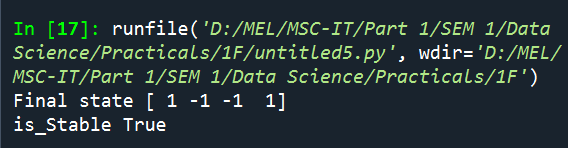 In [17]: runfile('D:/MEL/MSC-IT/Part 1/SEM 1/Data
Science/Practicals/1F/untitled5.py', wdir='D:/MEL/
MSC-IT/Part 1/SEM 1/Data Science/Practicals/1F')
Final state [ 1 -1 -1  1]
is_Stable True